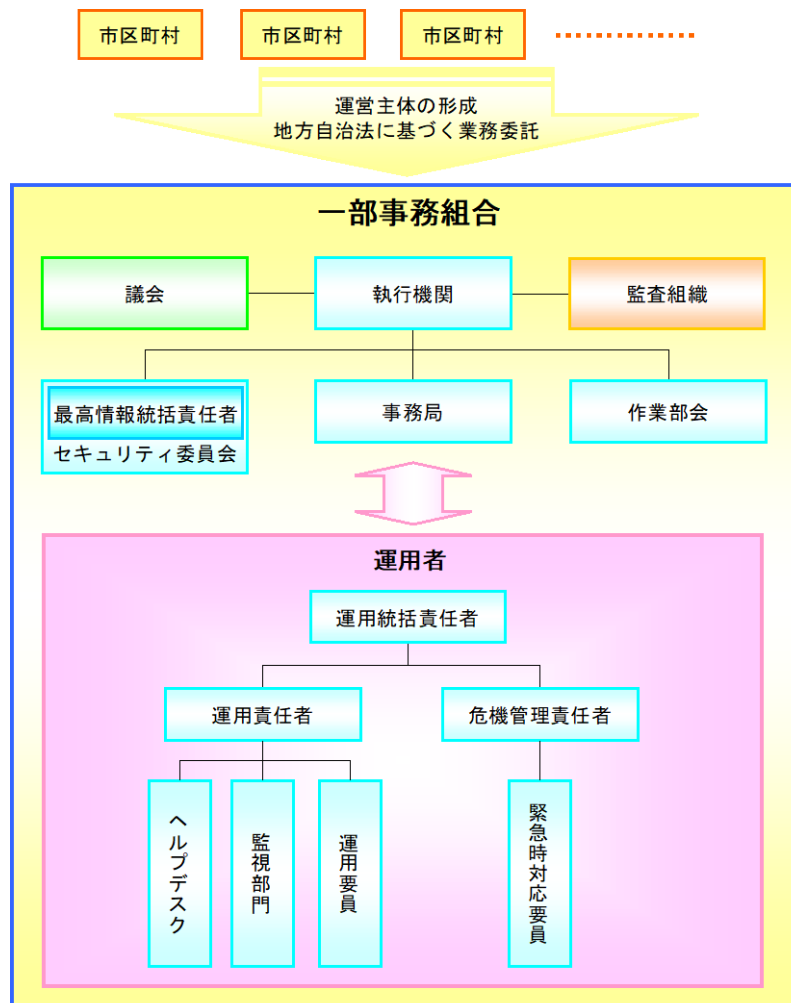 市区町村
市区町村
市区町村
運営主体の形成
地方自治法に基づく業務委託
一部事務組合
議会
執行機関
監査組織
最高情報統括責任者
セキュリティ委員会
事務局
作業部会
運用者
運用統括責任者
運用責任者
危機管理責任者
ヘルプデスク
監視部門
運用要員
緊急時対応要員